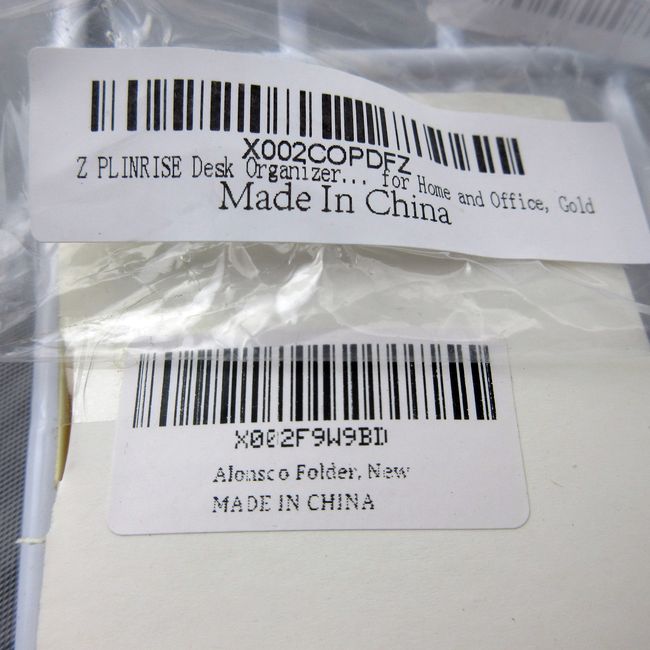 X002COPDFZ
Z PLINRISE Desk Organizer... for Home and Office, Gold
Made In China
X002F9W9BD
Alonsco Folder, New
MADE IN CHINA